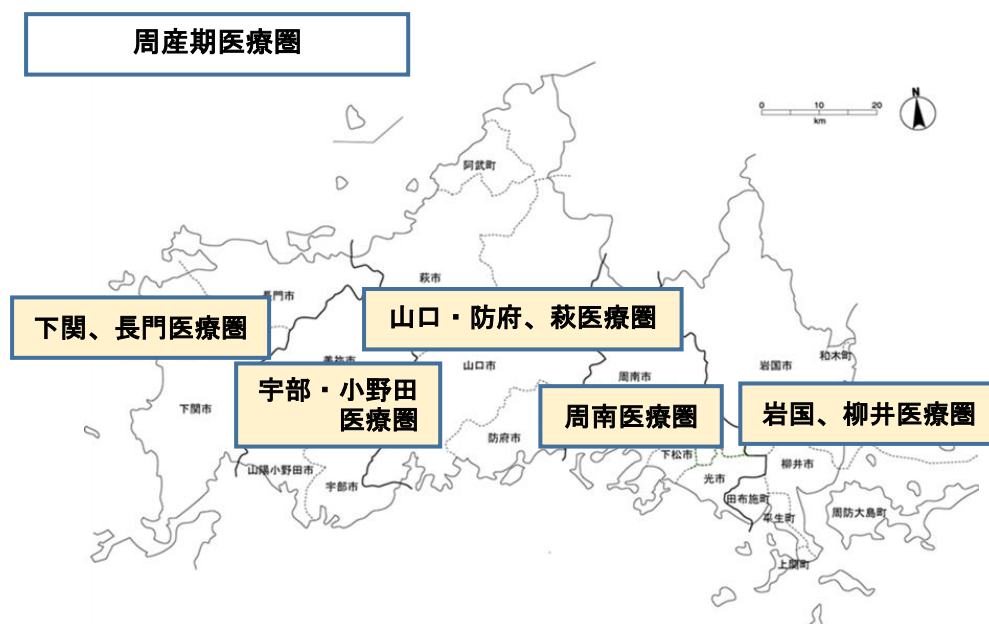 周産期医療圏
N
0 10 20
km
阿武町
萩市
長門市
下関、長門医療圏
山口・防府、萩医療圏
美祢市
山口市
周南市
岩国市
和木町
宇部・小野田
医療圏
下関市
周南医療圏
岩国、柳井医療圏
防府市
下松市
山陽小野田市
宇部市
光市
柳井市
田布施町
平生町
周防大島町
上関町